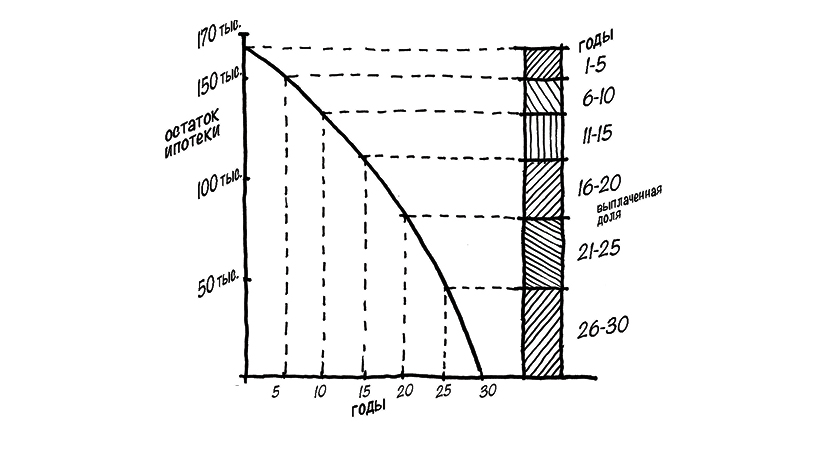 170 тыс.
150 тыс.
остаток
ипотеки
100 тыс.
50 тыс.
5 10 15 20 25 30
годы
годы
1-5
6-10
11-15
16-20
выплаченная
доля
21-25
26-30